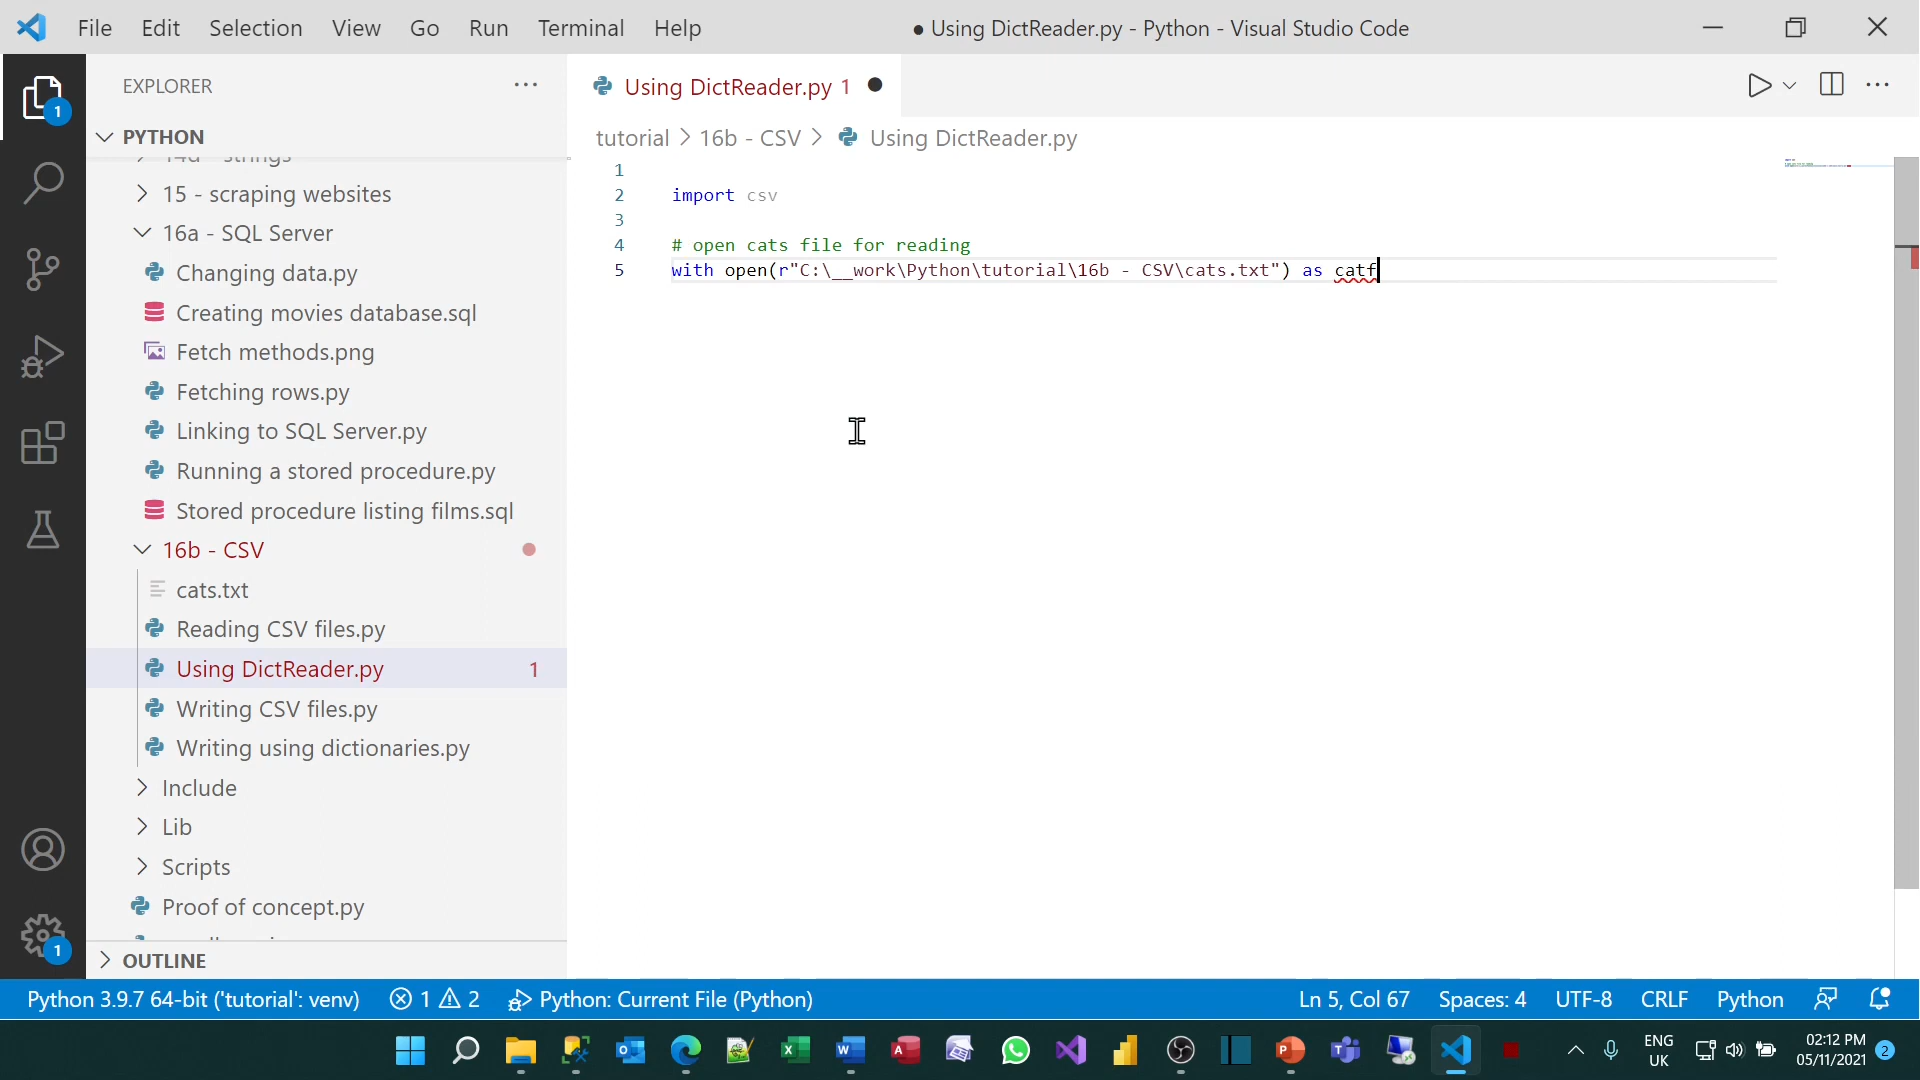 File Edit Selection View Go Run Terminal Help
● Using DictReader.py - Python - Visual Studio Code
EXPLORER
Using DictReader.py 1
1
PYTHON
tutorial > 16b - CSV > Using DictReader.py
14d - strings
15 - scraping websites
16a - SQL Server
Changing data.py
Creating movies database.sql
Fetch methods.png
Fetching rows.py
Linking to SQL Server.py
Running a stored procedure.py
Stored procedure listing films.sql
16b - CSV
cats.txt
Reading CSV files.py
Using DictReader.py 1
Writing CSV files.py
Writing using dictionaries.py
Include
Lib
Scripts
Proof of concept.py
1
OUTLINE
1
2 import csv
3
4 # open cats file for reading
5 with open(r"C:\__work\Python\tutorial\16b - CSV\cats.txt") as catf
Python 3.9.7 64-bit ('tutorial': venv) 1 2 Python: Current File (Python) Ln 5, Col 67 Spaces: 4 UTF-8 CRLF Python
ENG
UK
02:12 PM
05/11/2021
2